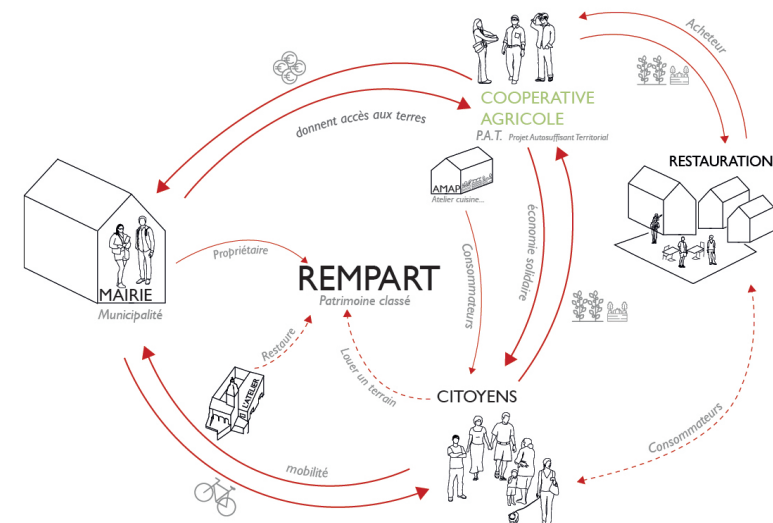 Acheteur
COOPERATIVE
AGRICOLE
P.A.T. Projet Autosuffisant Territorial
donnent accès aux terres
RESTAURATION
AMAP
Atelier cuisine...
économie solidaire
Consommateurs
Propriétaire
REMPART
Patrimoine classé
MAIRIE
Municipalité
Restaure
Louer un terrain
L'ATELIER
CITOYENS
Consommateurs
mobilité